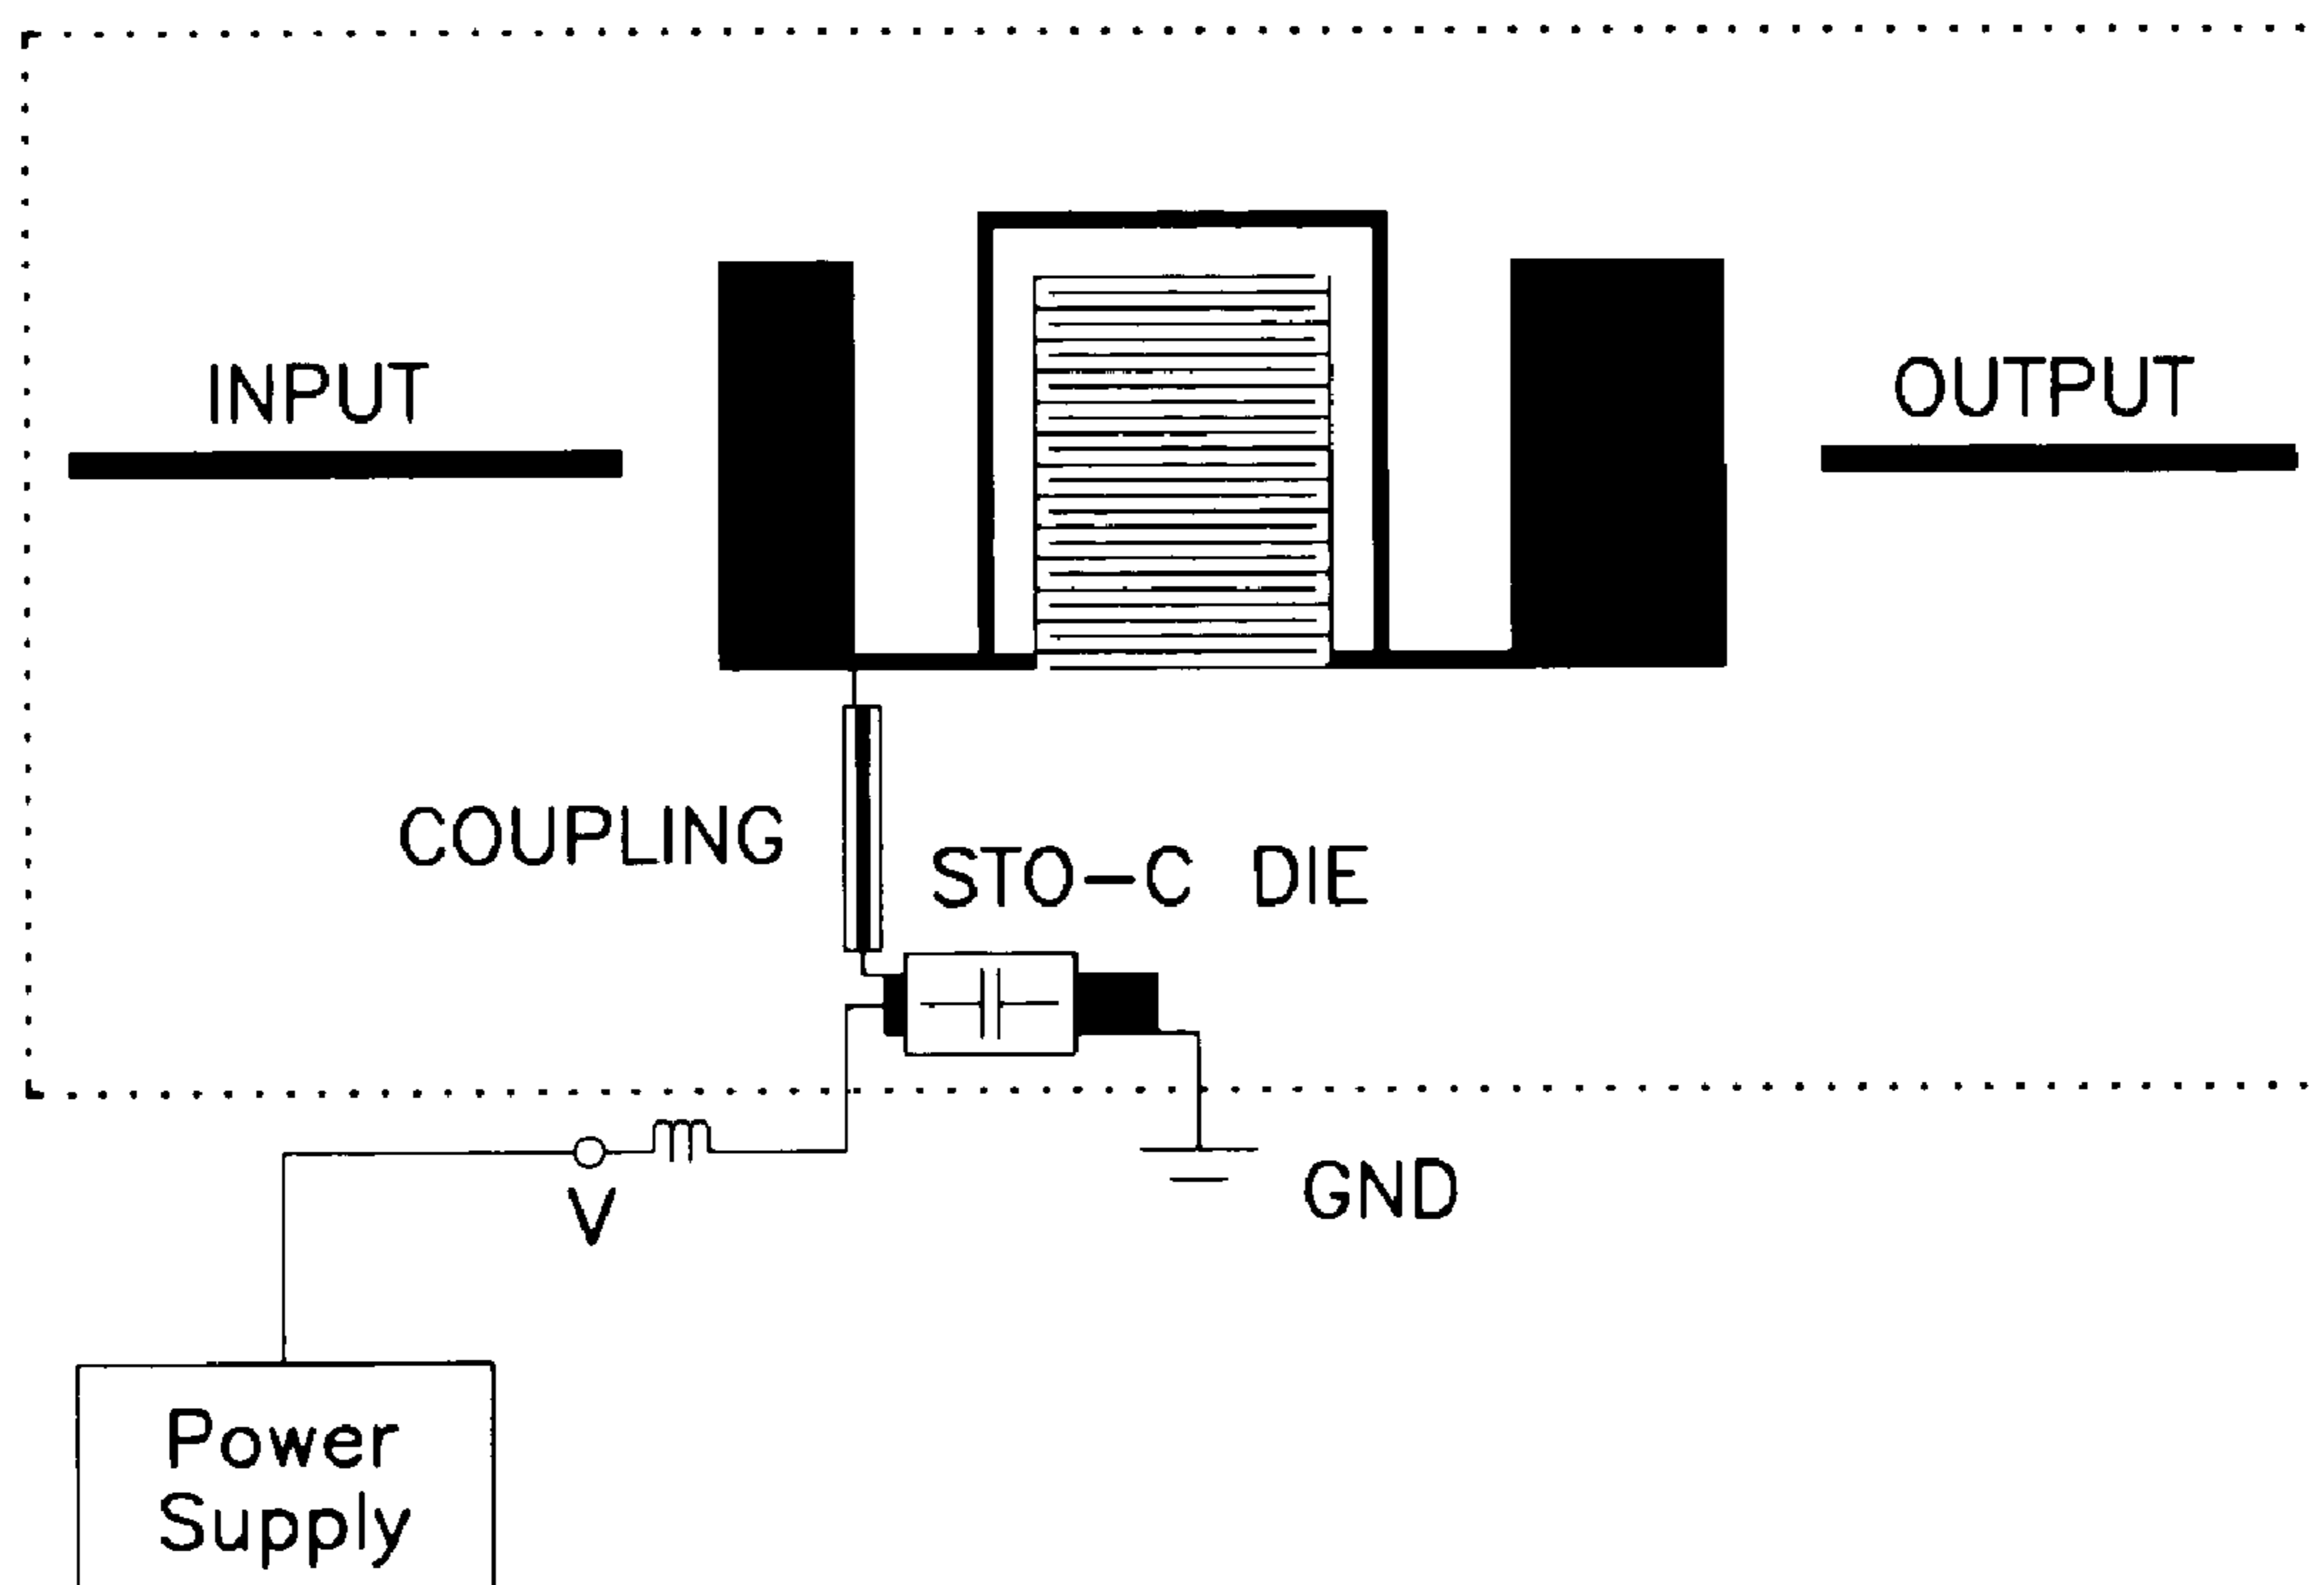 INPUT
OUTPUT
COUPLING
STO-C DIE
V
GND
Power
Supply